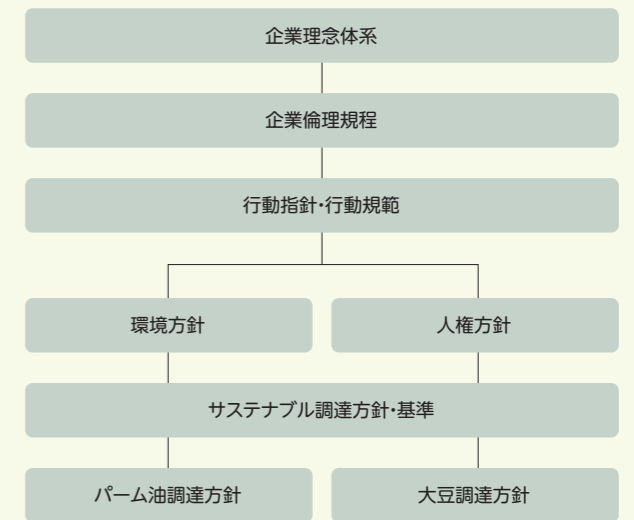 企業理念体系
企業倫理規程
行動指針・行動規範
環境方針
人権方針
サステナブル調達方針・基準
パーム油調達方針
大豆調達方針